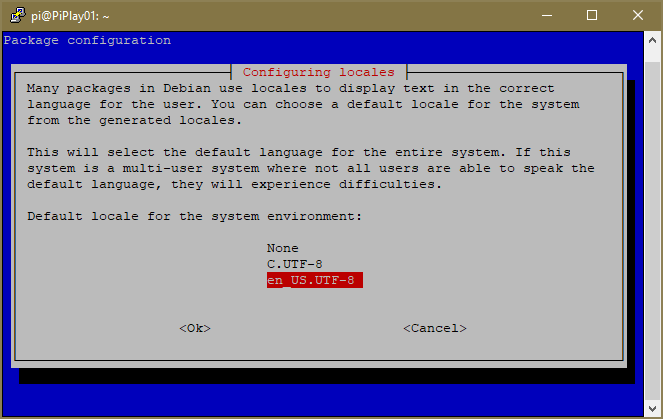 pi@PiPlay01: ~
Package configuration
Configuring locales
Many packages in Debian use locales to display text in the correct
language for the user. You can choose a default locale for the system
from the generated locales.
This will select the default language for the entire system. If this
system is a multi-user system where not all users are able to speak the
default language, they will experience difficulties.
Default locale for the system environment:
None
C.UTF-8
en_US.UTF-8
<Ok> <Cancel>